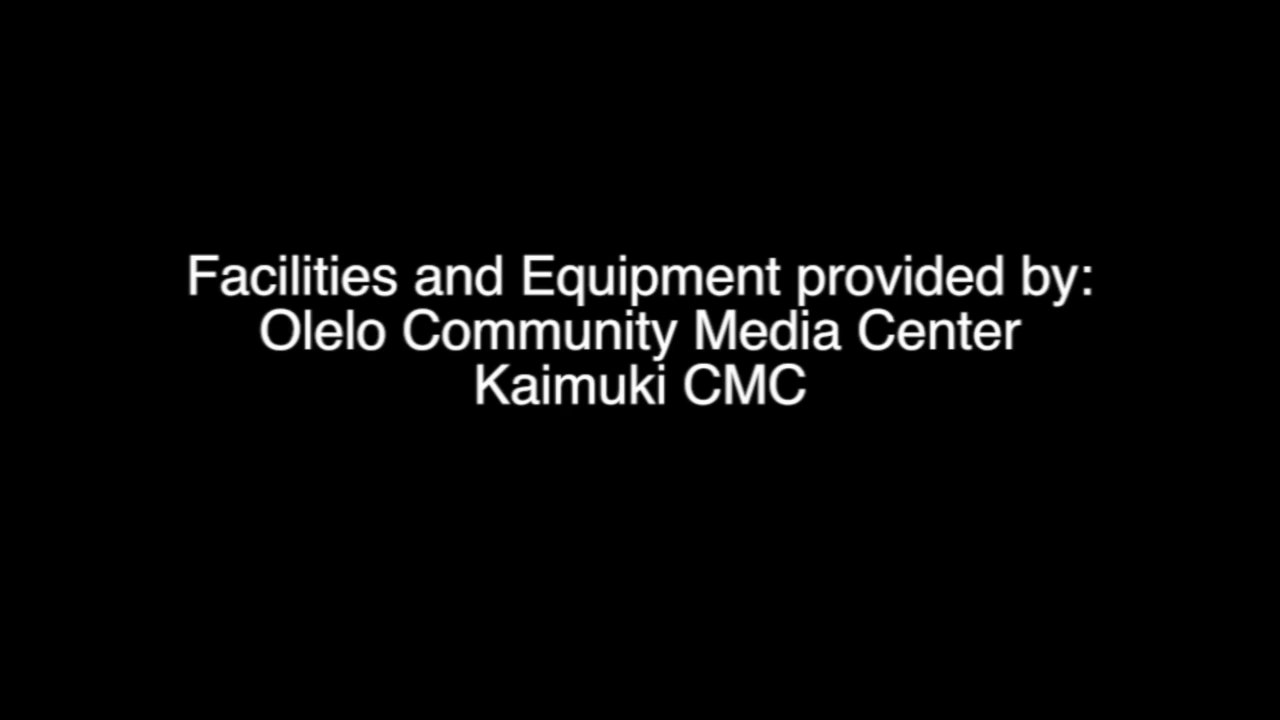 Facilities and Equipment provided by:
Olelo Community Media Center
Kaimuki CMC